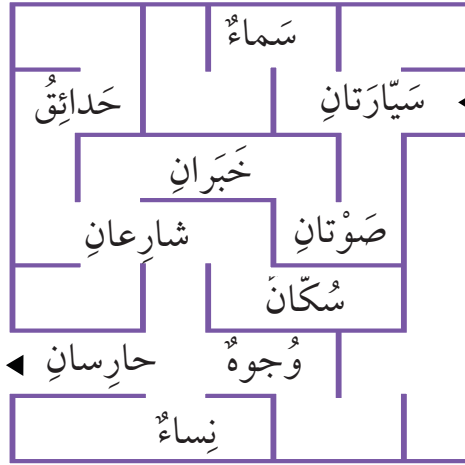 سَماءٌ
سَيّارَتانِ
حَدائِقُ
خَبَرانِ
صَوْتانِ
شارِعانِ
سُكّانٌ
وُجوهٌ
حارِسانِ
نِساءٌ